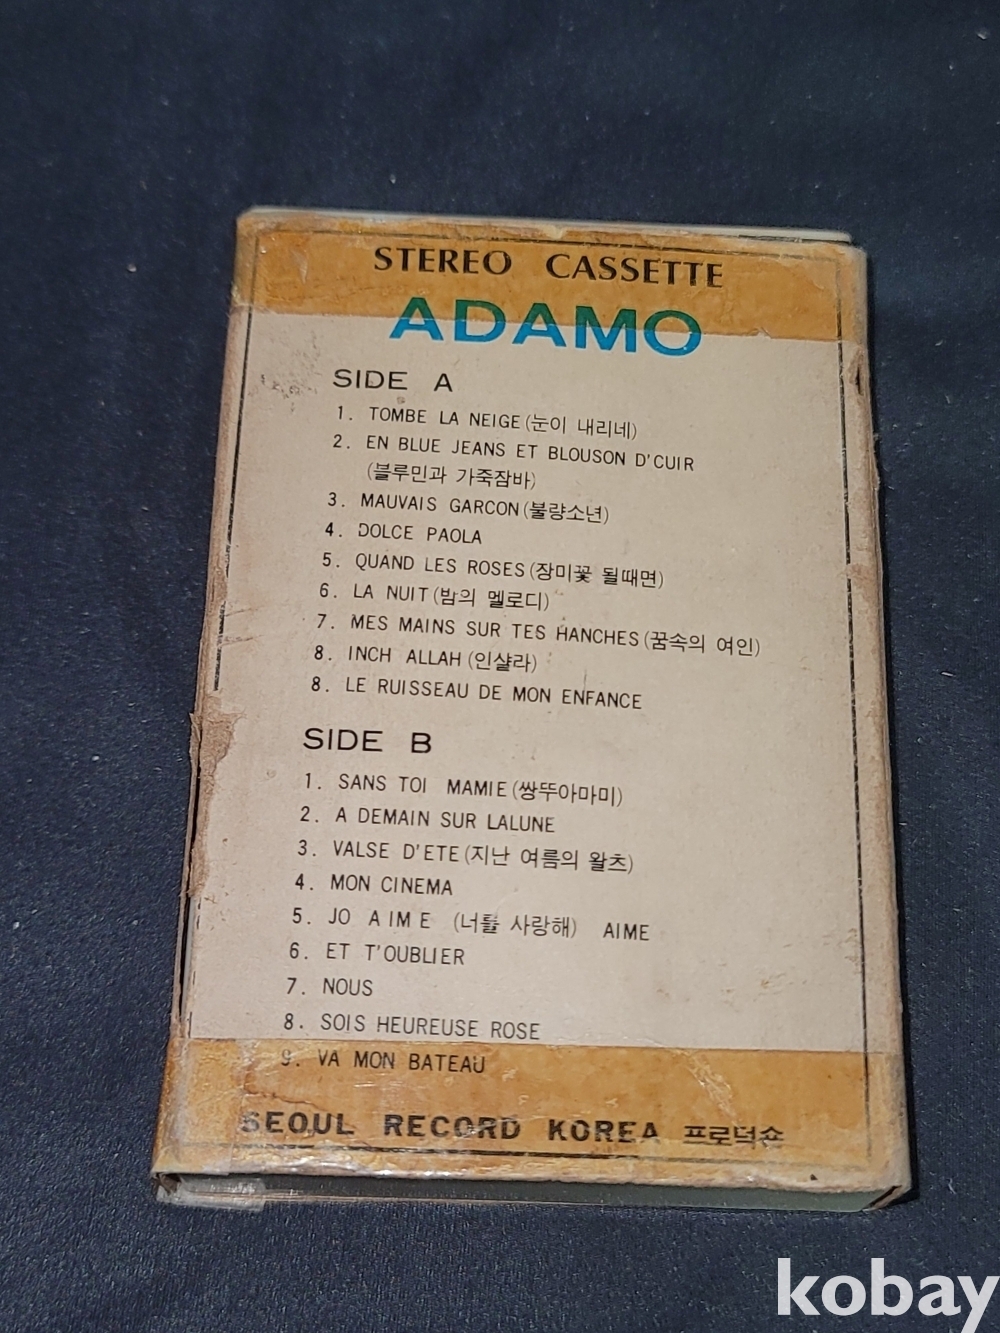 STEREO CASSETTE
ADAMO
SIDE A
1. TOMBE LA NEIGE(눈이 내리네)
2. EN BLUE JEANS ET BLOUSON D'CUIR
(블루민과 가죽잠바)
3. MAUVAIS GARCON(불량소년)
4. DOLCE PAOLA
5. QUAND LES ROSES(장미꽃 필때면)
6. LA NUIT(밤의 멜로디)
7. MES MAINS SUR TES HANCHES(꿈속의 여인)
8. INCH ALLAH(인샬라)
8. LE RUISSEAU DE MON ENFANCE
SIDE B
1. SANS TOI MAMIE(쌍뚜아마미)
2. A DEMAIN SUR LALUNE
3. VALSE D'ETE(지난 여름의 왈츠)
4. MON CINEMA
5. JO AIME (너를 사랑해) AIME
6. ET T'OUBLIER
7. NOUS
8. SOIS HEUREUSE ROSE
9. VA MON BATEAU
SEOUL RECORD KOREA 프로덕숀
kobay